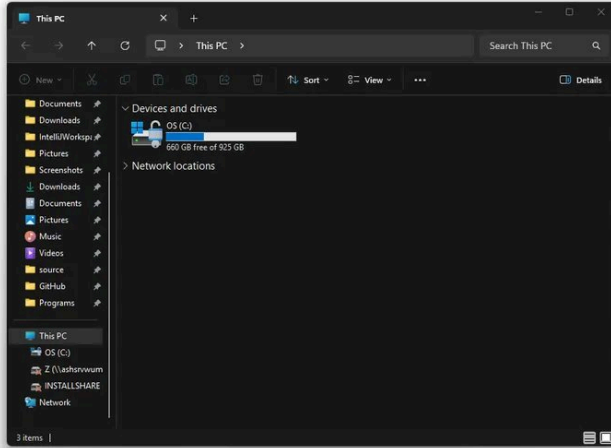 This PC
This PC
Search This PC
New
Sort
View
Details
Documents
Downloads
IntelliJWorkspa
Pictures
Screenshots
Downloads
Documents
Pictures
Music
Videos
source
GitHub
Programs
This PC
OS (C:)
Z (\\ashsrvwum
INSTALLSHARE
Network
Devices and drives
OS (C:)
660 GB free of 925 GB
Network locations
3 items